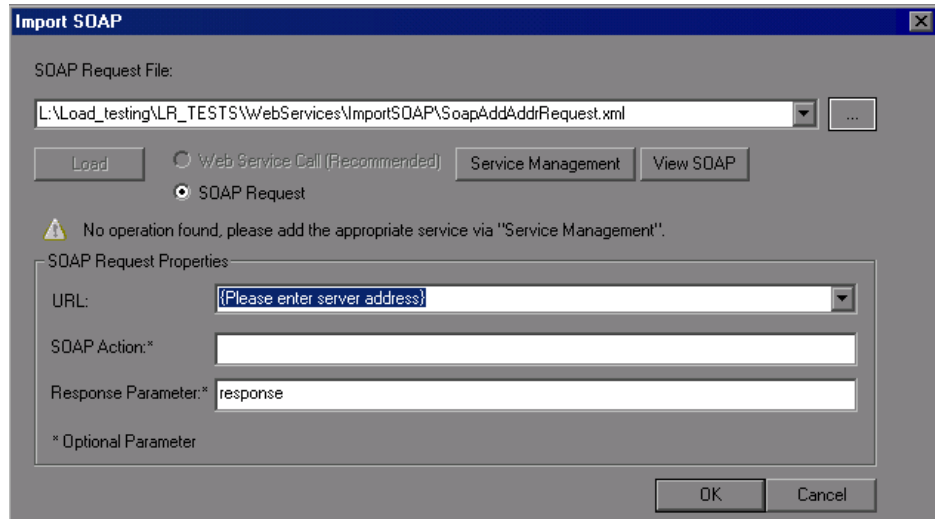 Import SOAP
SOAP Request File:
L:\Load_testing\LR_TESTS\WebServices\ImportSOAP\SoapAddAddrRequest.xml
...
Load
Web Service Call (Recommended)
Service Management
View SOAP
SOAP Request
No operation found, please add the appropriate service via "Service Management".
SOAP Request Properties
URL:
{Please enter server address}
SOAP Action:*
Response Parameter:*
response
* Optional Parameter
OK
Cancel